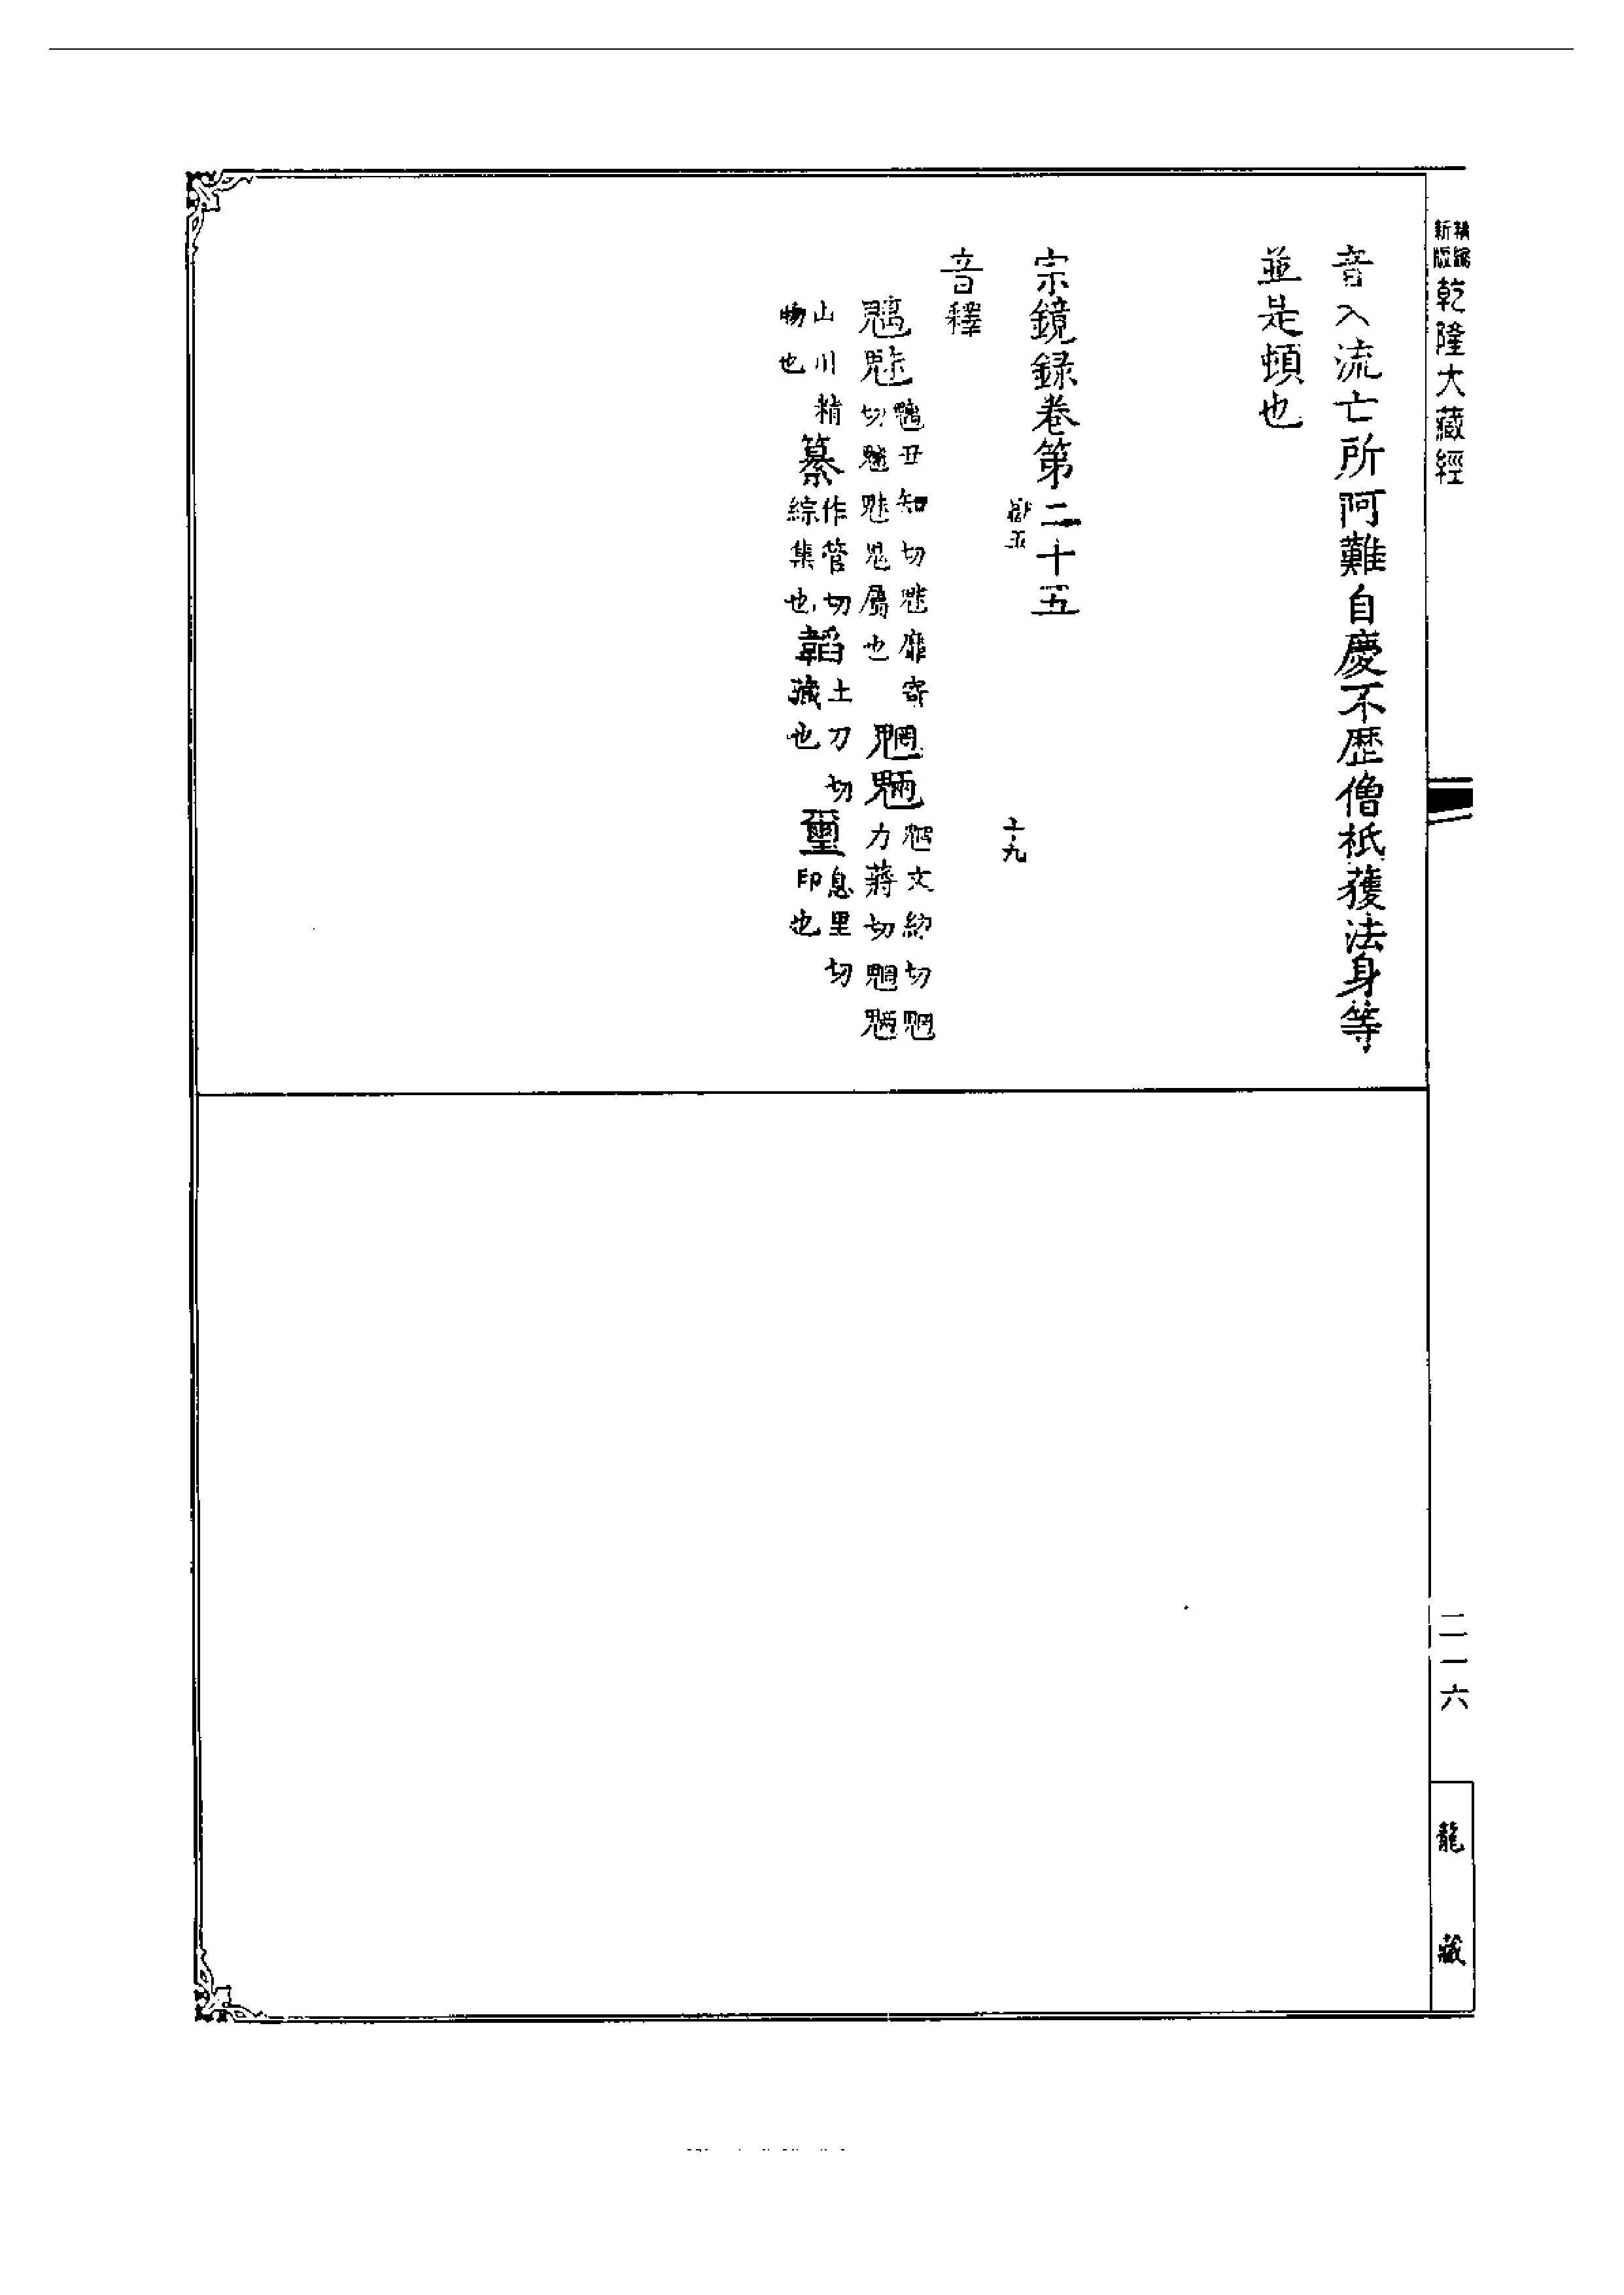 新版精編乾隆大藏經
音入流亡所阿難自慶不歷僧祇獲法身等
並是頓也
宗鏡錄卷第二十五
嶽五
十九
音釋
魑魅魑丑知切魅靡寄切魑魅鬼屬也魍魎魍文紡切魎力蔣切魍魎
山川精物也纂作管切綜集也韜土刀切藏也璽息里切印也
二一六
龍藏